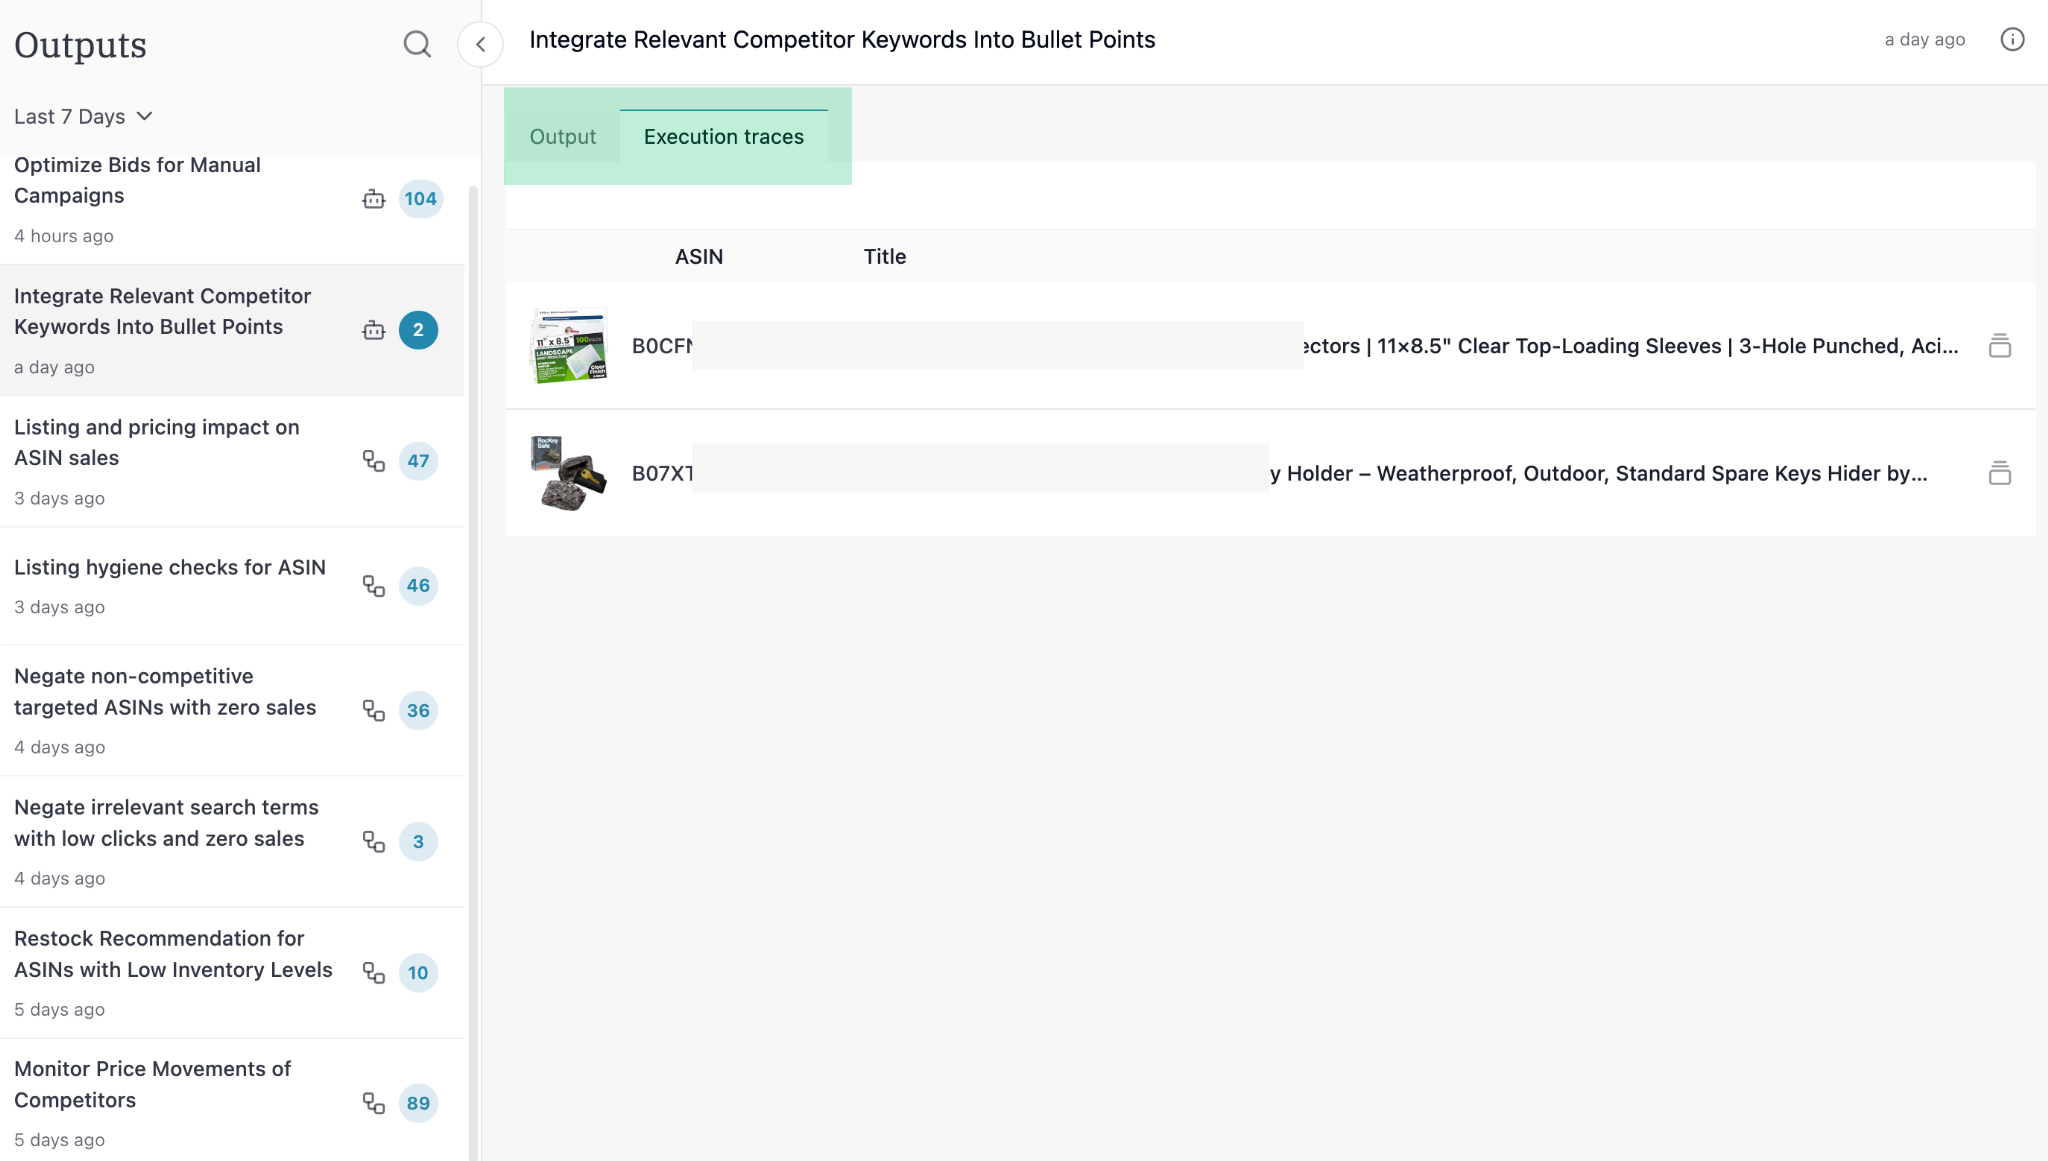 Outputs
Last 7 Days
Optimize Bids for Manual
Campaigns
104
4 hours ago
Integrate Relevant Competitor
Keywords Into Bullet Points
2
a day ago
Listing and pricing impact on
ASIN sales
47
3 days ago
Listing hygiene checks for ASIN
46
3 days ago
Negate non-competitive
targeted ASINs with zero sales
36
4 days ago
Negate irrelevant search terms
with low clicks and zero sales
3
4 days ago
Restock Recommendation for
ASINs with Low Inventory Levels
10
5 days ago
Monitor Price Movements of
Competitors
89
5 days ago
Integrate Relevant Competitor Keywords Into Bullet Points
a day ago
Output
Execution traces
ASIN Title
11" x 8.5" 100 PACK
LANDSCAPE
B0CF
ectors | 11×8.5" Clear Top-Loading Sleeves | 3-Hole Punched, Aci...
RocKey
Safe
B07X
y Holder – Weatherproof, Outdoor, Standard Spare Keys Hider by...